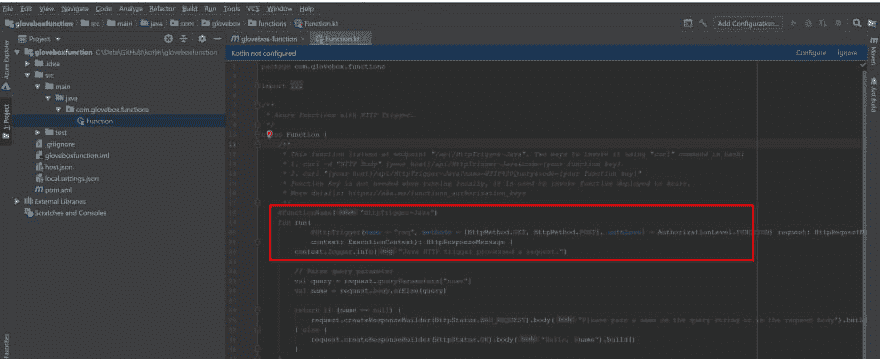 File Edit View Navigate Code Analyze Refactor Build Run Tools VCS Window Help
gloveboxfunction src main java com glovebox functions Function.kt Add Configuration...
Project gloveboxfunction Function.kt
gloveboxfunction
Kotlin not configured Configure Ignore
.idea
src
main
java
com.glovebox.functions
Function
test
.gitignore
gloveboxfunction.iml
host.json
local.settings.json
pom.xml
External Libraries
Scratches and Consoles
Azure Explorer
1: Project
Favorites
Maven
Ant Build
package com.glovebox.functions
import ...
/**
* Azure Functions with HTTP Trigger.
*/
class Function {
/**
* This function listens at endpoint "/api/HttpTrigger-Java". Two ways to invoke it using "curl" command in bash:
* 1. curl -d "HTTP Body" {your host}/api/HttpTrigger-Java&code={your function key}
* 2. curl "{your host}/api/HttpTrigger-Java?name=HTTP%20Query&code={your function key}"
* Function Key is not needed when running locally, it is used to invoke function deployed to Azure.
* More details: https://aka.ms/functions_authorization_keys
*/
@FunctionName("HttpTrigger-Java")
fun run(
@HttpTrigger(name = "req", methods = [HttpMethod.GET, HttpMethod.POST], authLevel = AuthorizationLevel.FUNCTION) request: HttpRequestMe
context: ExecutionContext): HttpResponseMessage {
context.logger.info("Java HTTP trigger processed a request.")
// Parse query parameter
val query = request.queryParameters["name"]
val name = request.body.orElse(query)
return if (name == null) {
request.createResponseBuilder(HttpStatus.BAD_REQUEST).body("Please pass a name on the query string or in the request body").build
} else {
request.createResponseBuilder(HttpStatus.OK).body("Hello, $name").build()
}